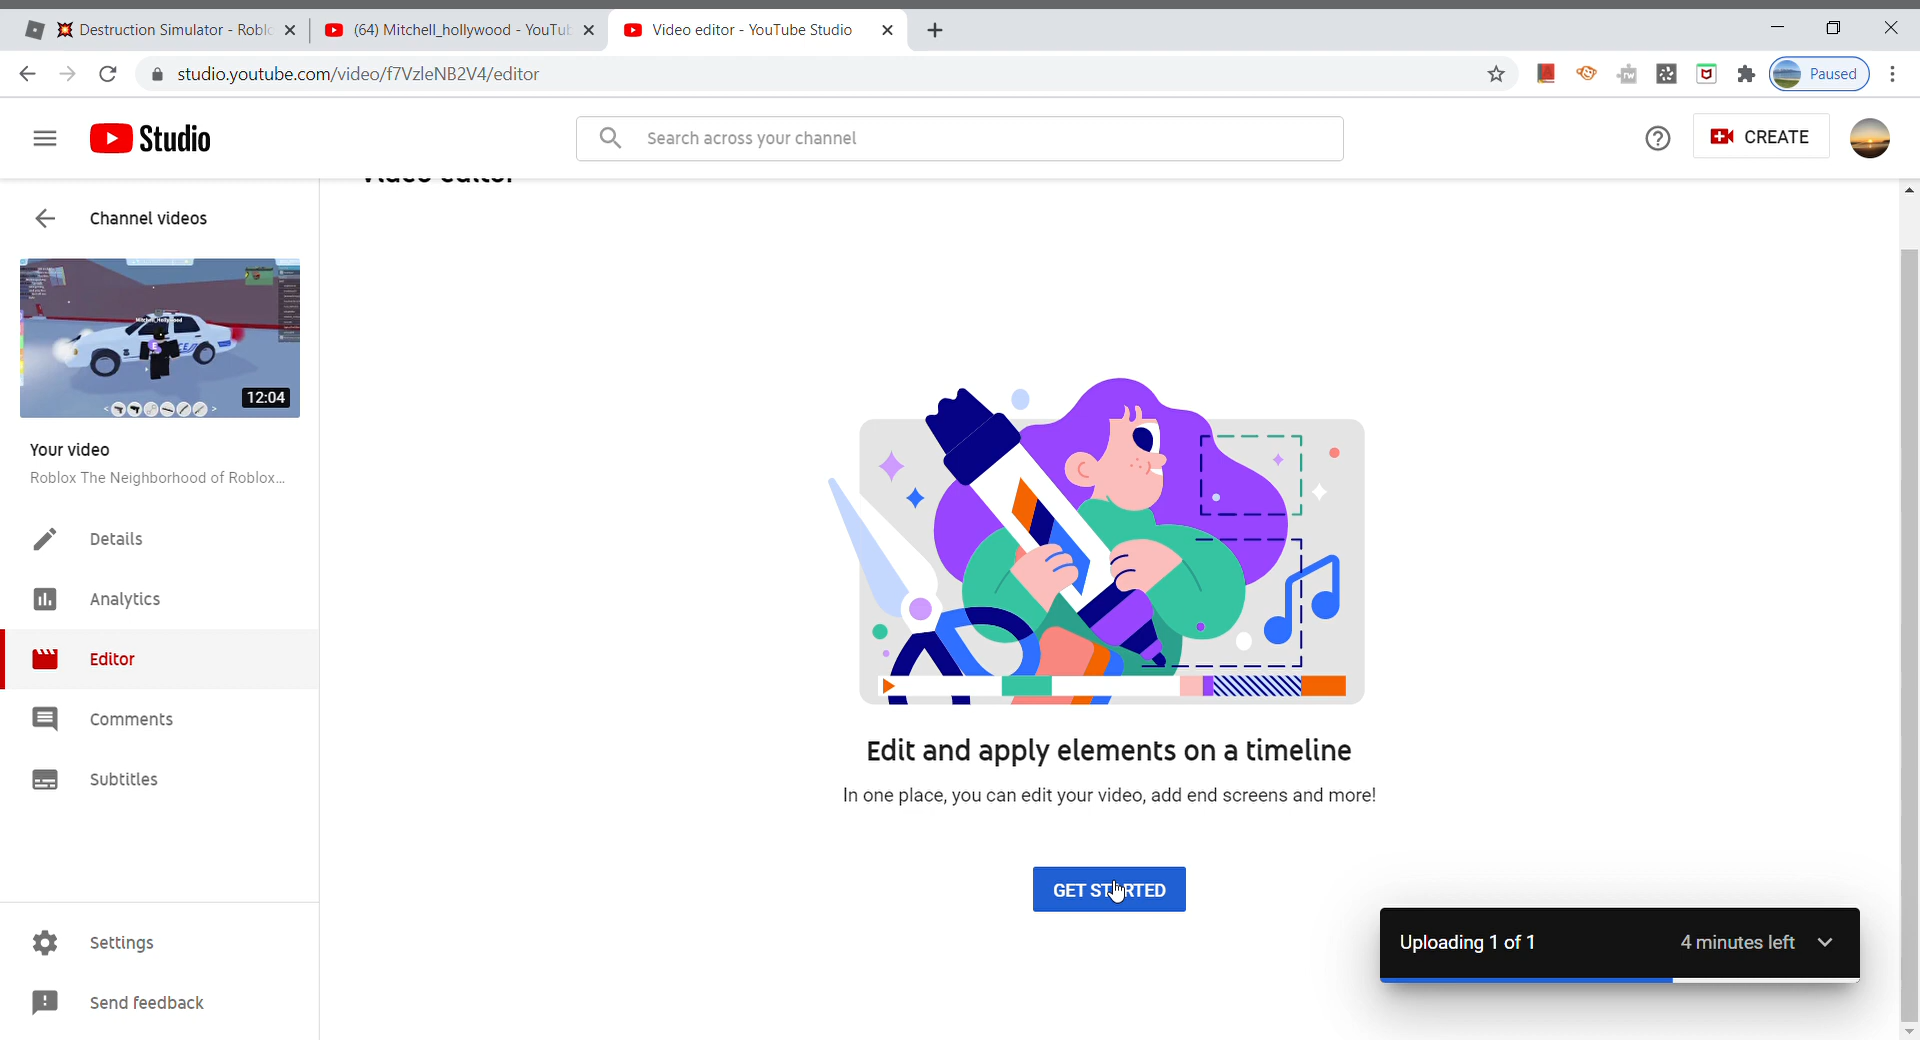 Destruction Simulator - Roblo
(64) Mitchell_hollywood - YouTub
Video editor - YouTube Studio
studio.youtube.com/video/f7VzleNB2V4/editor
Paused
Studio
Search across your channel
CREATE
Video editor
Channel videos
12:04
Your video
Roblox The Neighborhood of Roblox...
Details
Analytics
Editor
Comments
Subtitles
Settings
Send feedback
Edit and apply elements on a timeline
In one place, you can edit your video, add end screens and more!
GET STARTED
Uploading 1 of 1
4 minutes left